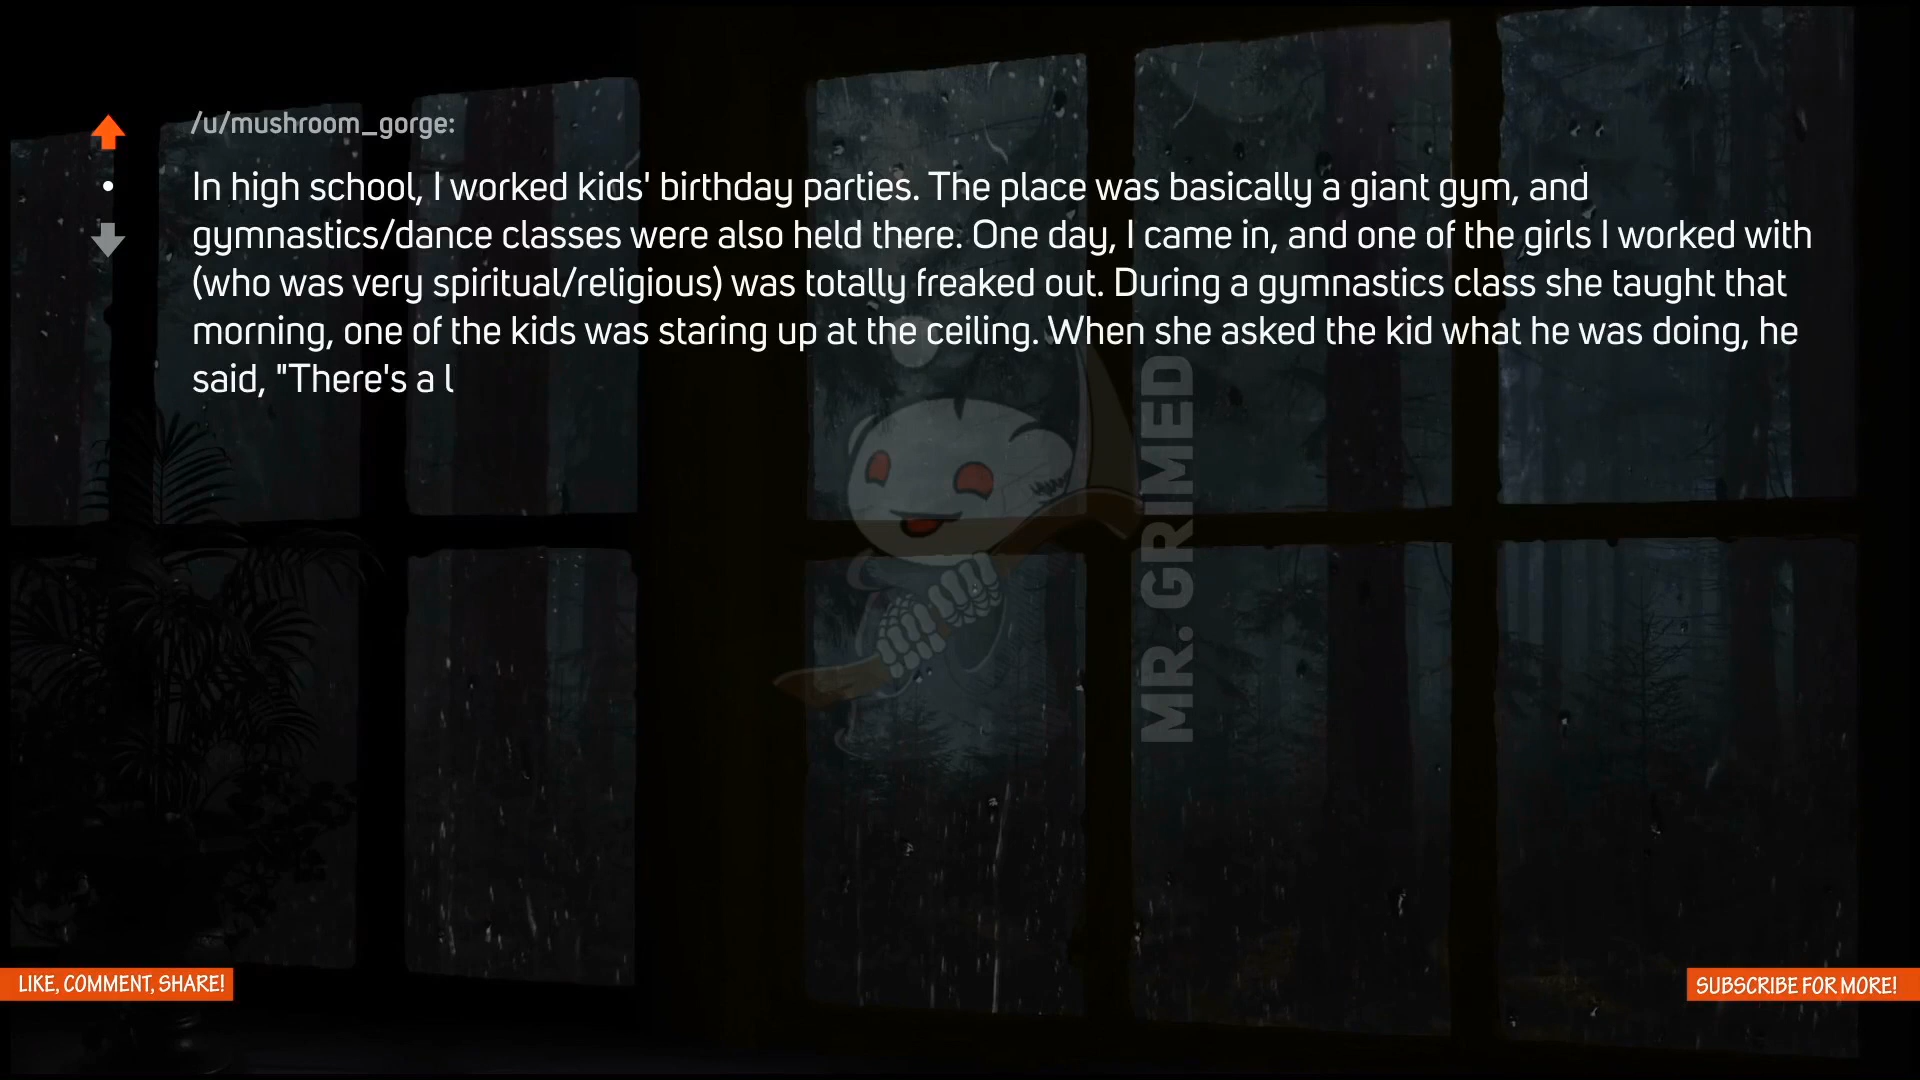 /u/mushroom_gorge:
In high school, I worked kids' birthday parties. The place was basically a giant gym, and
gymnastics/dance classes were also held there. One day, I came in, and one of the girls I worked with
(who was very spiritual/religious) was totally freaked out. During a gymnastics class she taught that
morning, one of the kids was staring up at the ceiling. When she asked the kid what he was doing, he
said, "There's a l
MR. GRIMED
LIKE, COMMENT, SHARE!
SUBSCRIBE FOR MORE!